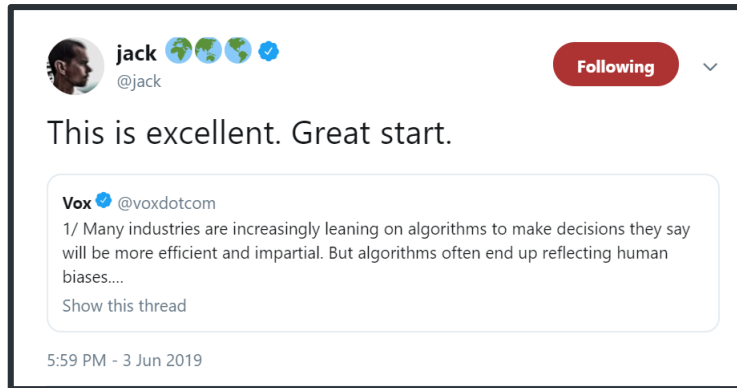 jack 🌍🌏🌎
@jack
Following
This is excellent. Great start.
Vox @voxdotcom
1/ Many industries are increasingly leaning on algorithms to make decisions they say
will be more efficient and impartial. But algorithms often end up reflecting human
biases....
Show this thread
5:59 PM - 3 Jun 2019